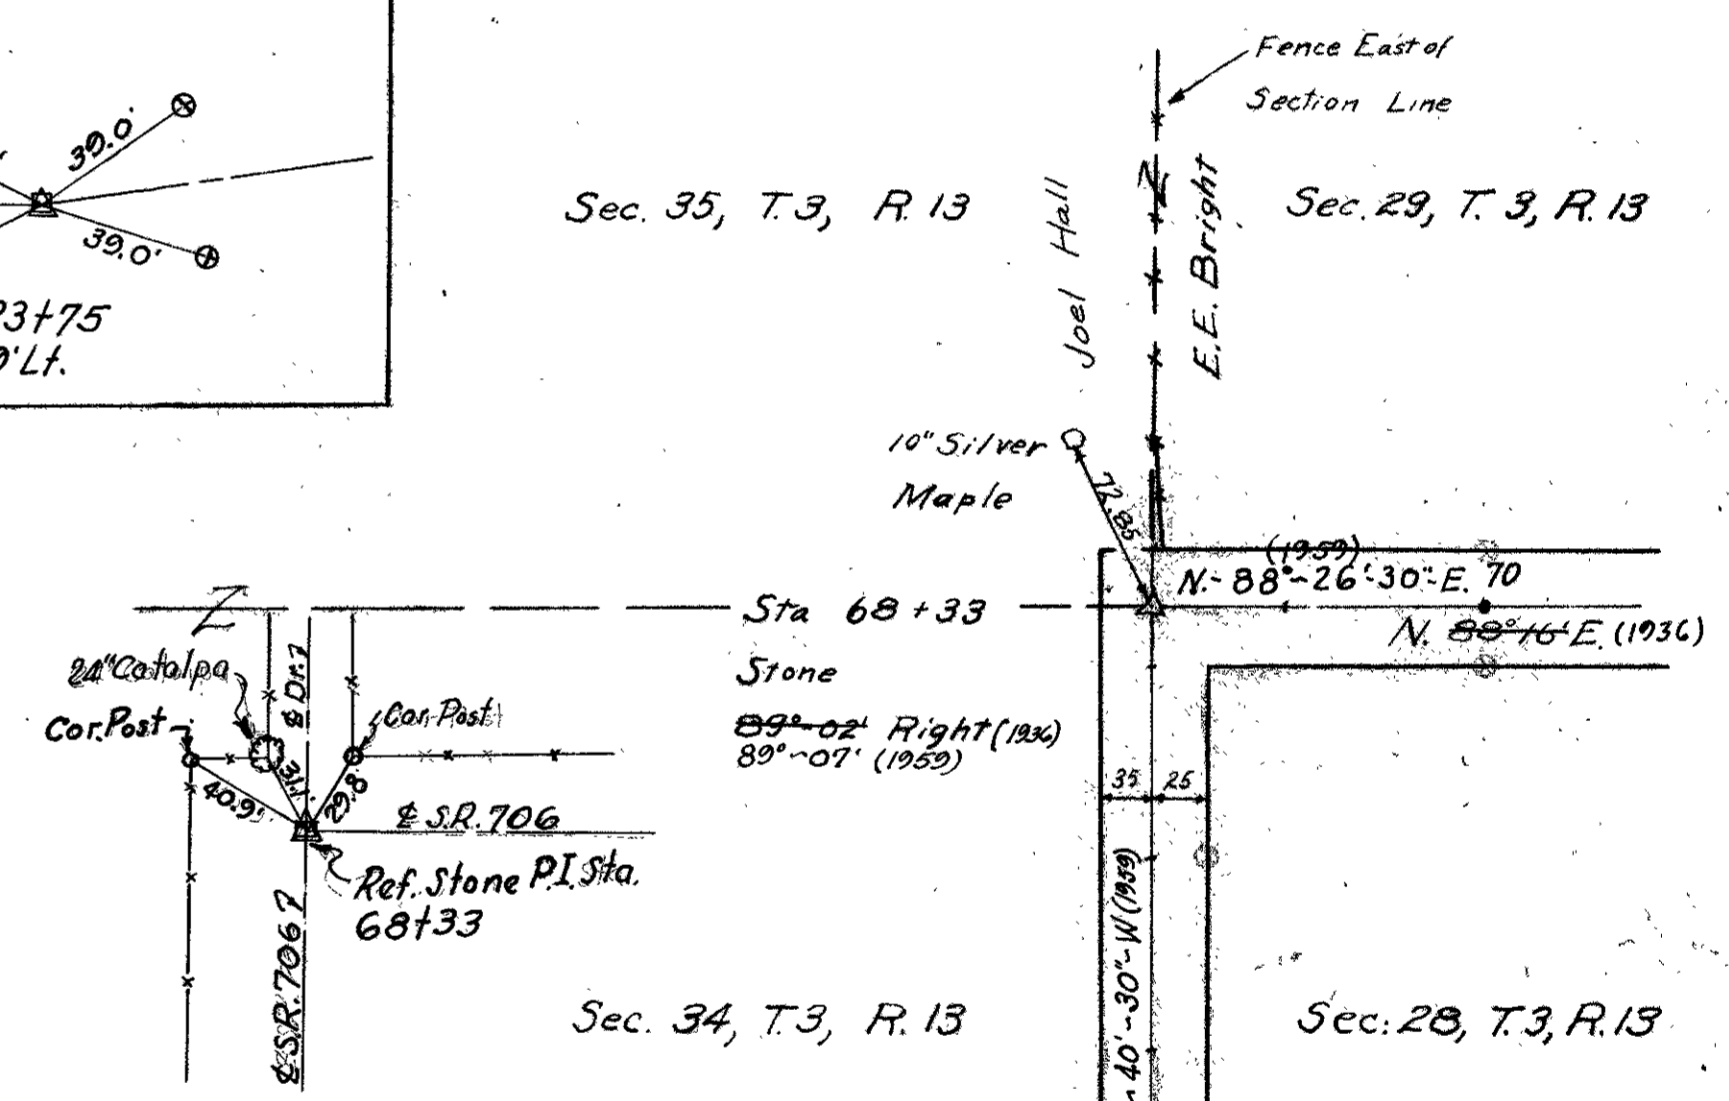 Fence East of
Section Line
39.0'
39.0'
3+75
' Lt.
Sec. 35, T. 3, R. 13
Joel Hall
E.E. Bright
Sec. 29, T. 3, R. 13
10" Silver
Maple
72.85
(1959)
N.- 88°-26'-30"-E. 70
N. 88°16' E. (1936)
Sta 68+33
Stone
89°-02' Right (1936)
89°-07' (1959)
24" Catalpa
Cor. Post
Cor. Post
℄ Dr.
40.9'
31.1'
29.8
℄ S.R. 706
Ref. Stone P.I. Sta.
68+33
℄ S.R. 706
35 25
40'-30"-W (1959)
Sec. 34, T. 3, R. 13
Sec. 28, T. 3, R. 13